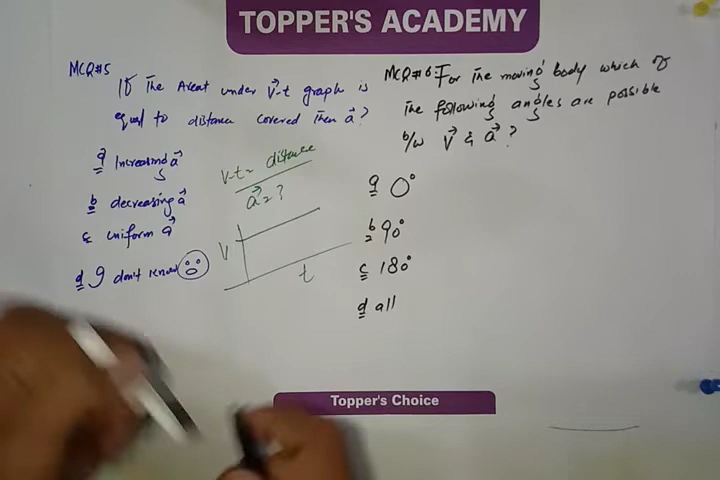 TOPPER'S ACADEMY
MCQ#5
If The Areat under V⃗-t graph is
equal to distance covered Then a⃗?
a Increasing a⃗
b decreasing a⃗
c uniform a⃗
d I don't know
V-t = distance
a⃗ = ?
V
t
MCQ#6: For The moving body which of
The following angles are possible
b/w V⃗ & a⃗?
a 0°
b 90°
c 180°
d all
Topper's Choice